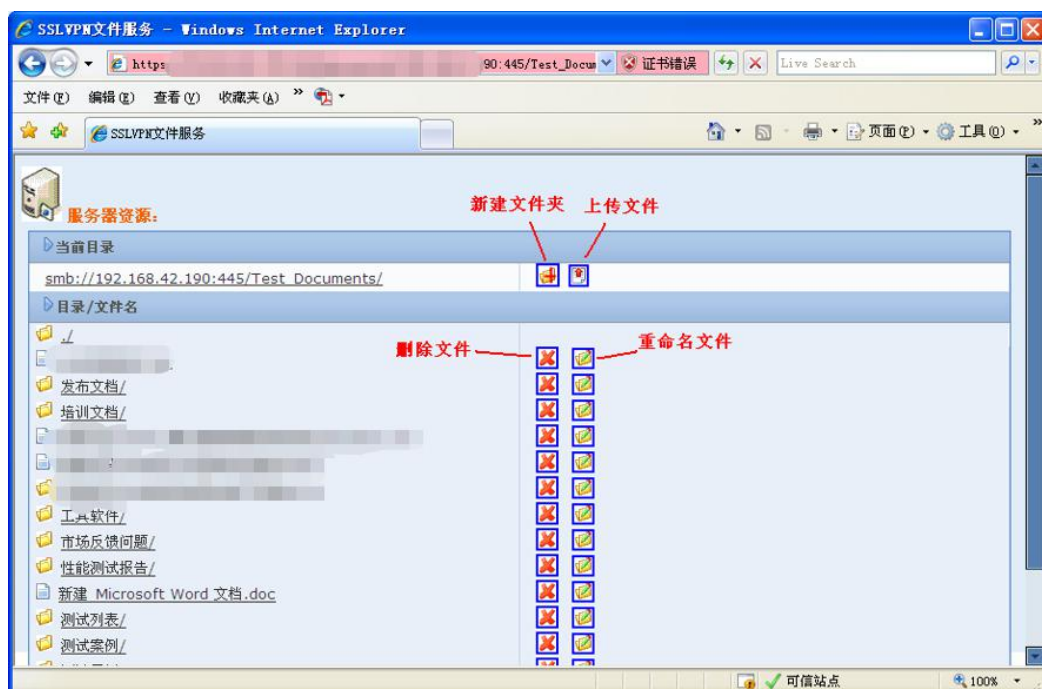 SSLVPN文件服务 - Windows Internet Explorer
https 90:445/Test_Docum 证书错误 Live Search
文件(F) 编辑(E) 查看(V) 收藏夹(A) »
SSLVPN文件服务 页面(P) 工具(O) »
服务器资源:
新建文件夹 上传文件
当前目录
smb://192.168.42.190:445/Test_Documents/
目录/文件名
../
删除文件 重命名文件
发布文档/
培训文档/
工具软件/
市场反馈问题/
性能测试报告/
新建 Microsoft Word 文档.doc
测试列表/
测试案例/
可信站点 100%